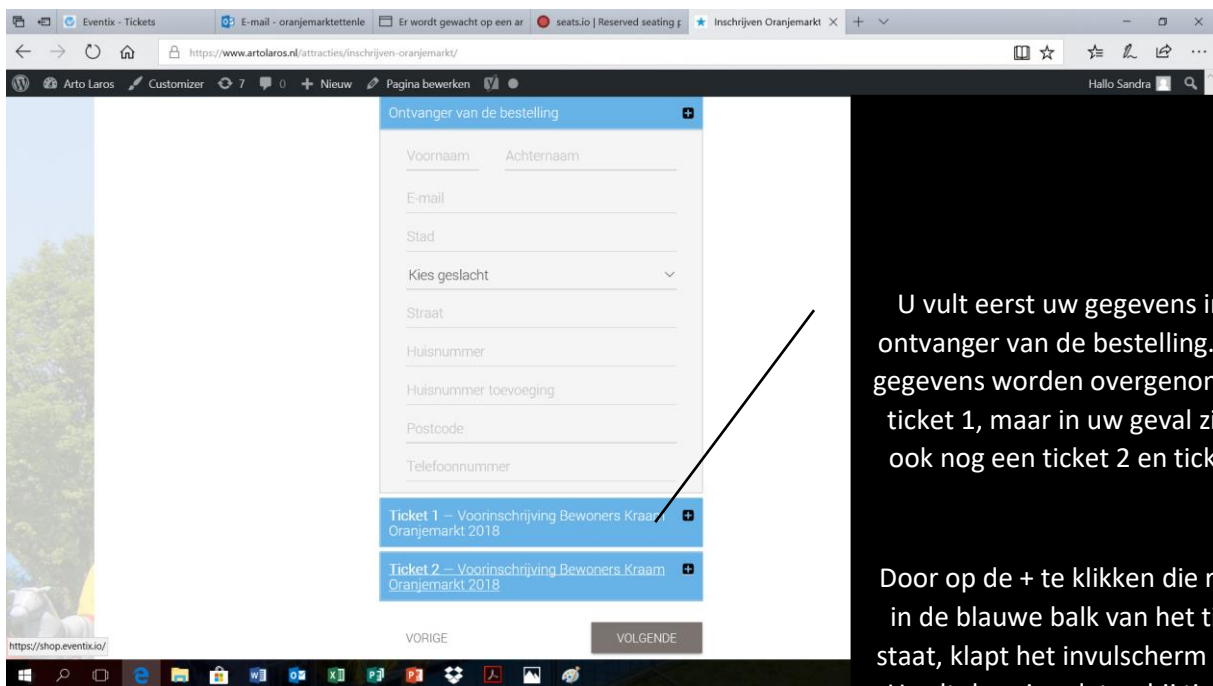 Eventix - Tickets
E-mail - oranjemarktettenle
Er wordt gewacht op een ar
seats.io | Reserved seating
Inschrijven Oranjemarkt
https://www.artolaros.nl/attracties/inschrijven-oranjemarkt/
Arto Laros Customizer 7 0 + Nieuw Pagina bewerken
Hallo Sandra
Ontvanger van de bestelling
Voornaam Achternaam
E-mail
Stad
Kies geslacht
Straat
Huisnummer
Huisnummer toevoeging
Postcode
Telefoonnummer
Ticket 1 – Voorinschrijving Bewoners Kraam
Oranjemarkt 2018
Ticket 2 – Voorinschrijving Bewoners Kraam
Oranjemarkt 2018
VORIGE VOLGENDE
https://shop.eventix.io/
U vult eerst uw gegevens
ontvanger van de bestelling.
gegevens worden
ticket 1, maar in uw geval
ook nog een ticket 2 en
Door op de + te klikken die
in de blauwe balk van het
staat, klapt het invulscherm